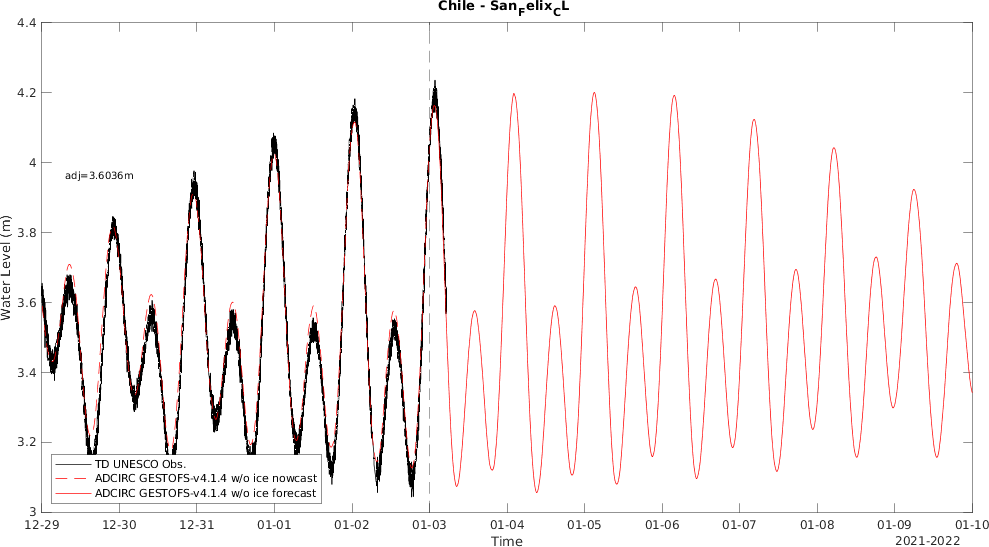 Chile - San_Felix_CL
4.4
4.2
4
3.8
3.6
3.4
3.2
3
Water Level (m)
adj=3.6036m
TD UNESCO Obs.
ADCIRC GESTOFS-v4.1.4 w/o ice nowcast
ADCIRC GESTOFS-v4.1.4 w/o ice forecast
12-29 12-30 12-31 01-01 01-02 01-03 01-04 01-05 01-06 01-07 01-08 01-09 01-10
Time
2021-2022